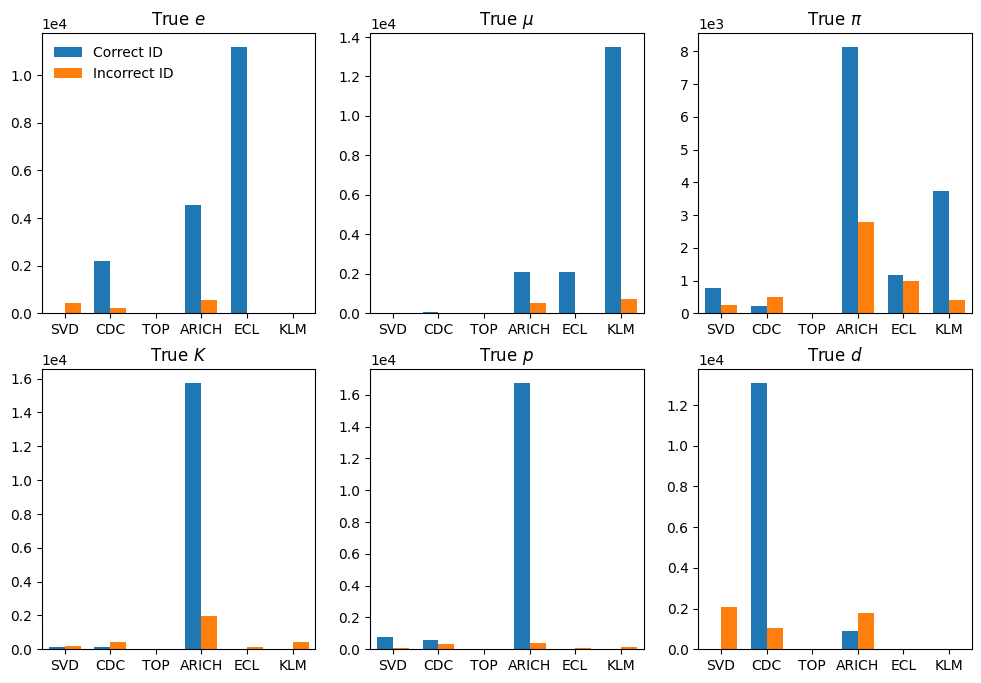 True e
1e4
Correct ID
Incorrect ID
1.0
0.8
0.6
0.4
0.2
0.0
SVD CDC TOP ARICH ECL KLM
True μ
1e4
1.4
1.2
1.0
0.8
0.6
0.4
0.2
0.0
SVD CDC TOP ARICH ECL KLM
True π
1e3
8
7
6
5
4
3
2
1
0
SVD CDC TOP ARICH ECL KLM
True K
1e4
1.6
1.4
1.2
1.0
0.8
0.6
0.4
0.2
0.0
SVD CDC TOP ARICH ECL KLM
True p
1e4
1.6
1.4
1.2
1.0
0.8
0.6
0.4
0.2
0.0
SVD CDC TOP ARICH ECL KLM
True d
1e4
1.2
1.0
0.8
0.6
0.4
0.2
0.0
SVD CDC TOP ARICH ECL KLM